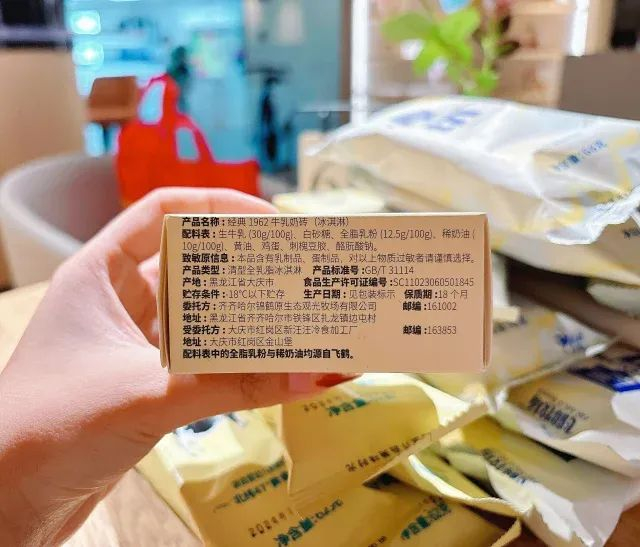 产品名称：经典 1962 牛乳奶砖（冰淇淋）
配料表：生牛乳 (30g/100g)、白砂糖、全脂乳粉 (12.5g/100g)、稀奶油 (
10g/100g)、黄油、鸡蛋、刺槐豆胶、酪朊酸钠。
致敏原信息：本品含有乳制品、蛋制品，对以上物质过敏者请谨慎选择。
产品类型：清型全乳脂冰淇淋 产品标准号：GB/T 31114
产地：黑龙江省大庆市 食品生产许可证编号：SC11023060501845
贮存条件：-18℃以下贮存 生产日期：见包装标示 保质期：18 个月
委托方：齐齐哈尔锦鹤原生态观光牧场有限公司 邮编：161002
地址：黑龙江省齐齐哈尔市铁锋区扎龙镇边屯村
受委托方：大庆市红岗区新汪汪冷食加工厂 邮编：163853
地址：大庆市红岗区金山堡
配料表中的全脂乳粉与稀奶油均源自飞鹤。